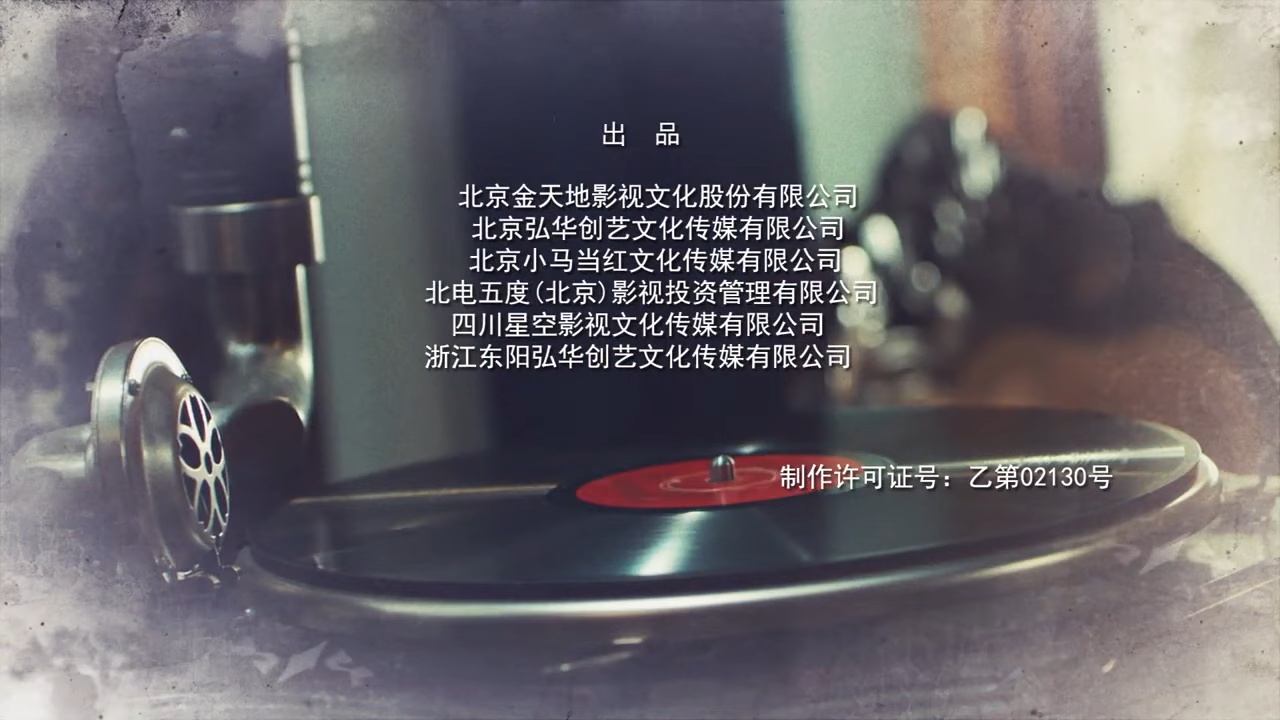 出 品
北京金天地影视文化股份有限公司
北京弘华创艺文化传媒有限公司
北京小马当红文化传媒有限公司
北电五度(北京)影视投资管理有限公司
四川星空影视文化传媒有限公司
浙江东阳弘华创艺文化传媒有限公司
制作许可证号：乙第02130号